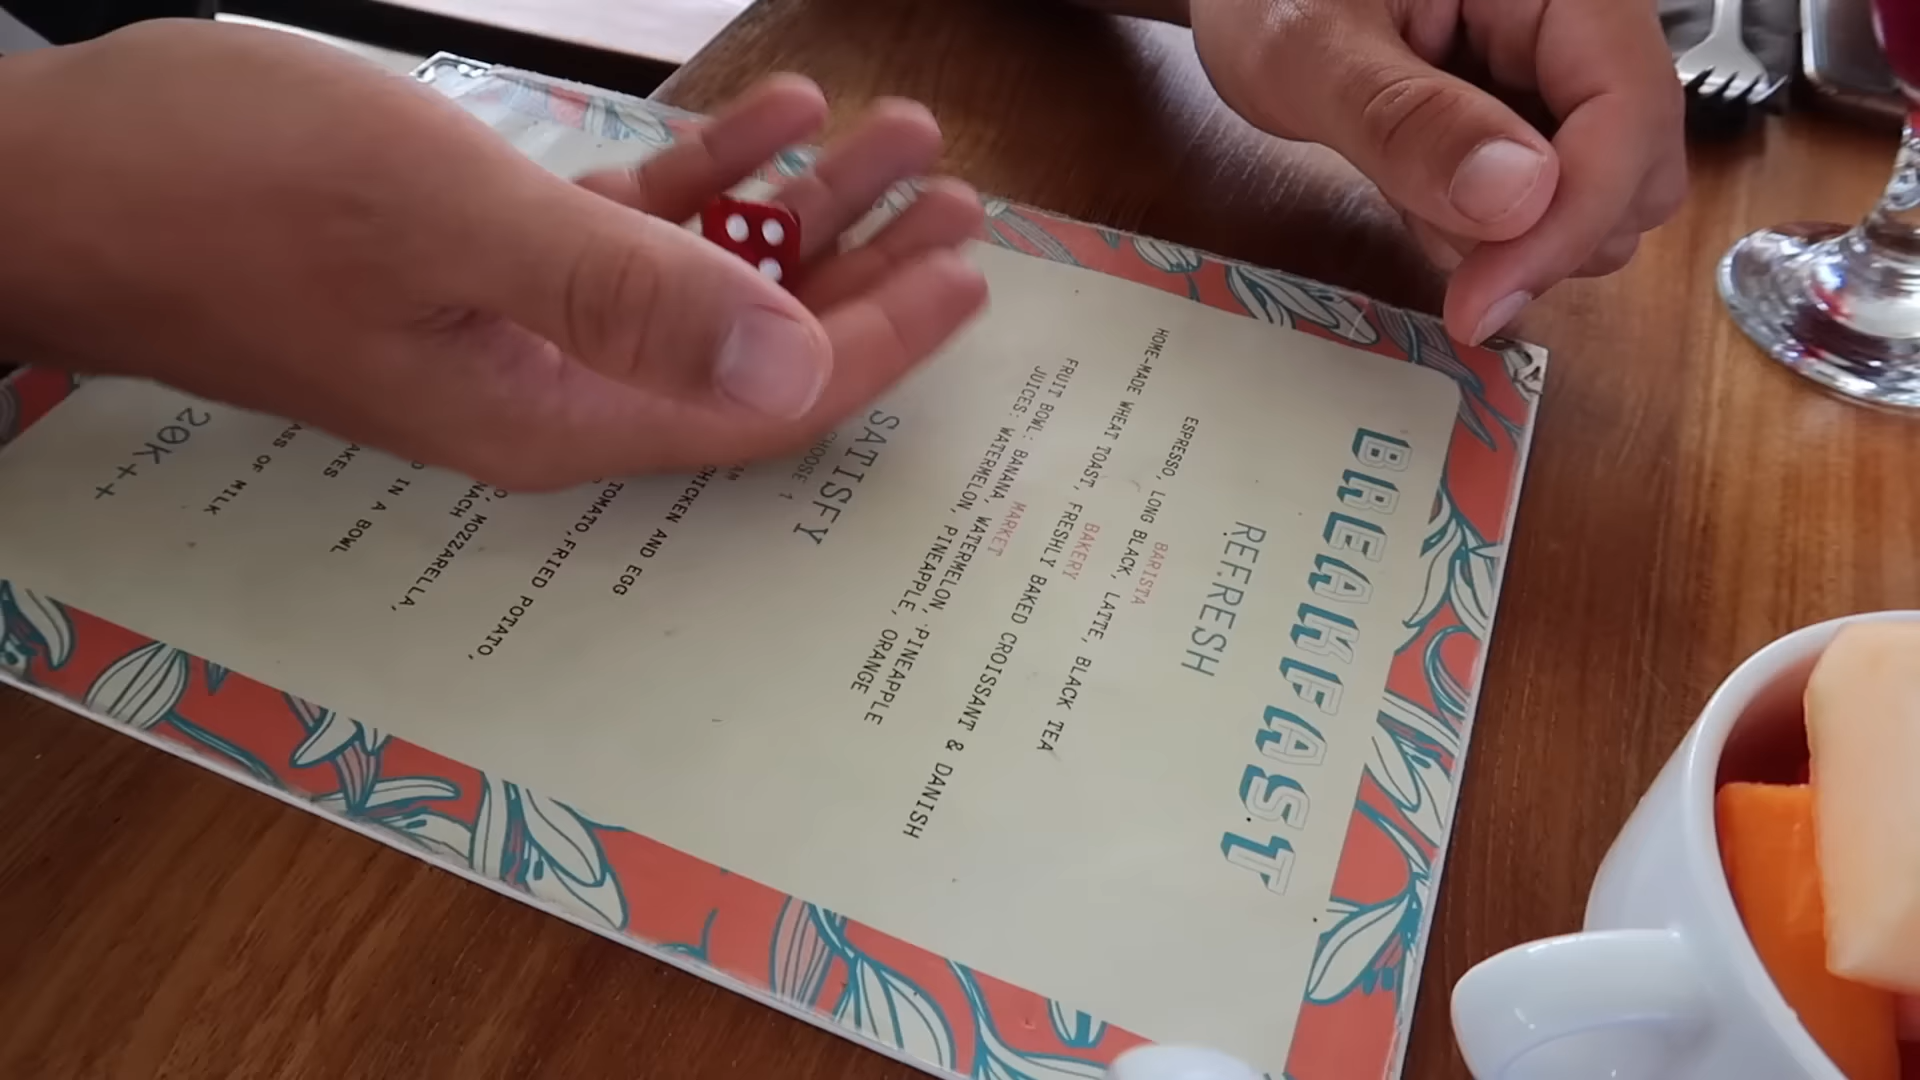 BREAKFAST
REFRESH
BARISTA
ESPRESSO, LONG BLACK, LATTE, BLACK TEA
BAKERY
HOME-MADE WHEAT TOAST, FRESHLY BAKED CROISSANT & DANISH
MARKET
FRUIT BOWL: BANANA, WATERMELON, PINEAPPLE
JUICES: WATERMELON, PINEAPPLE, ORANGE
SATISFY
CHOOSE 1
CHICKEN AND EGG
TOMATO, FRIED POTATO,
MOZZARELLA,
IN A BOWL
OF MILK
20K++